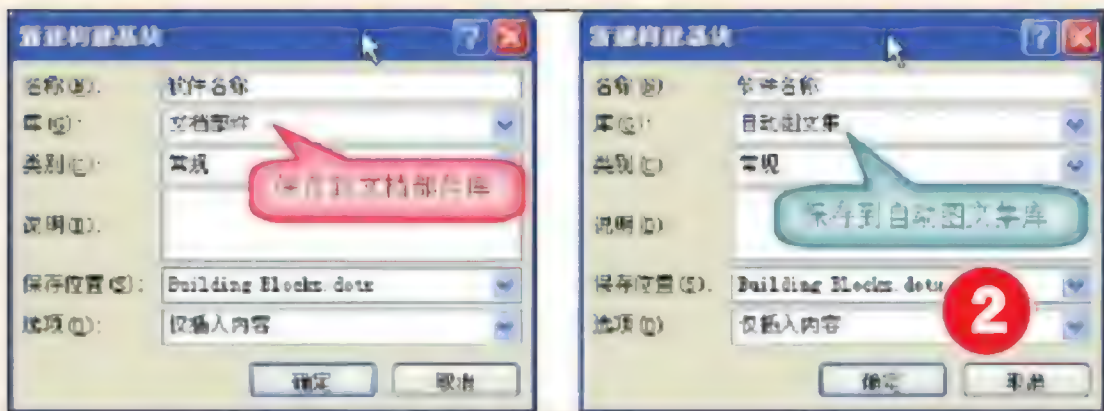 新建构建基块
名称(N): 软件名称
库(G): 文档部件
类别(C): 常规
保存到文档部件库
说明(D):
保存位置(S): Building Blocks.dotx
选项(O): 仅插入内容
确定 取消
新建构建基块
名称(N) 软件名称
库(G): 自动图文集
类别(C) 常规
保存到自动图文集库
说明(D)
保存位置(S). Building Blocks.dotx
2
选项(O) 仅插入内容
确定 取消